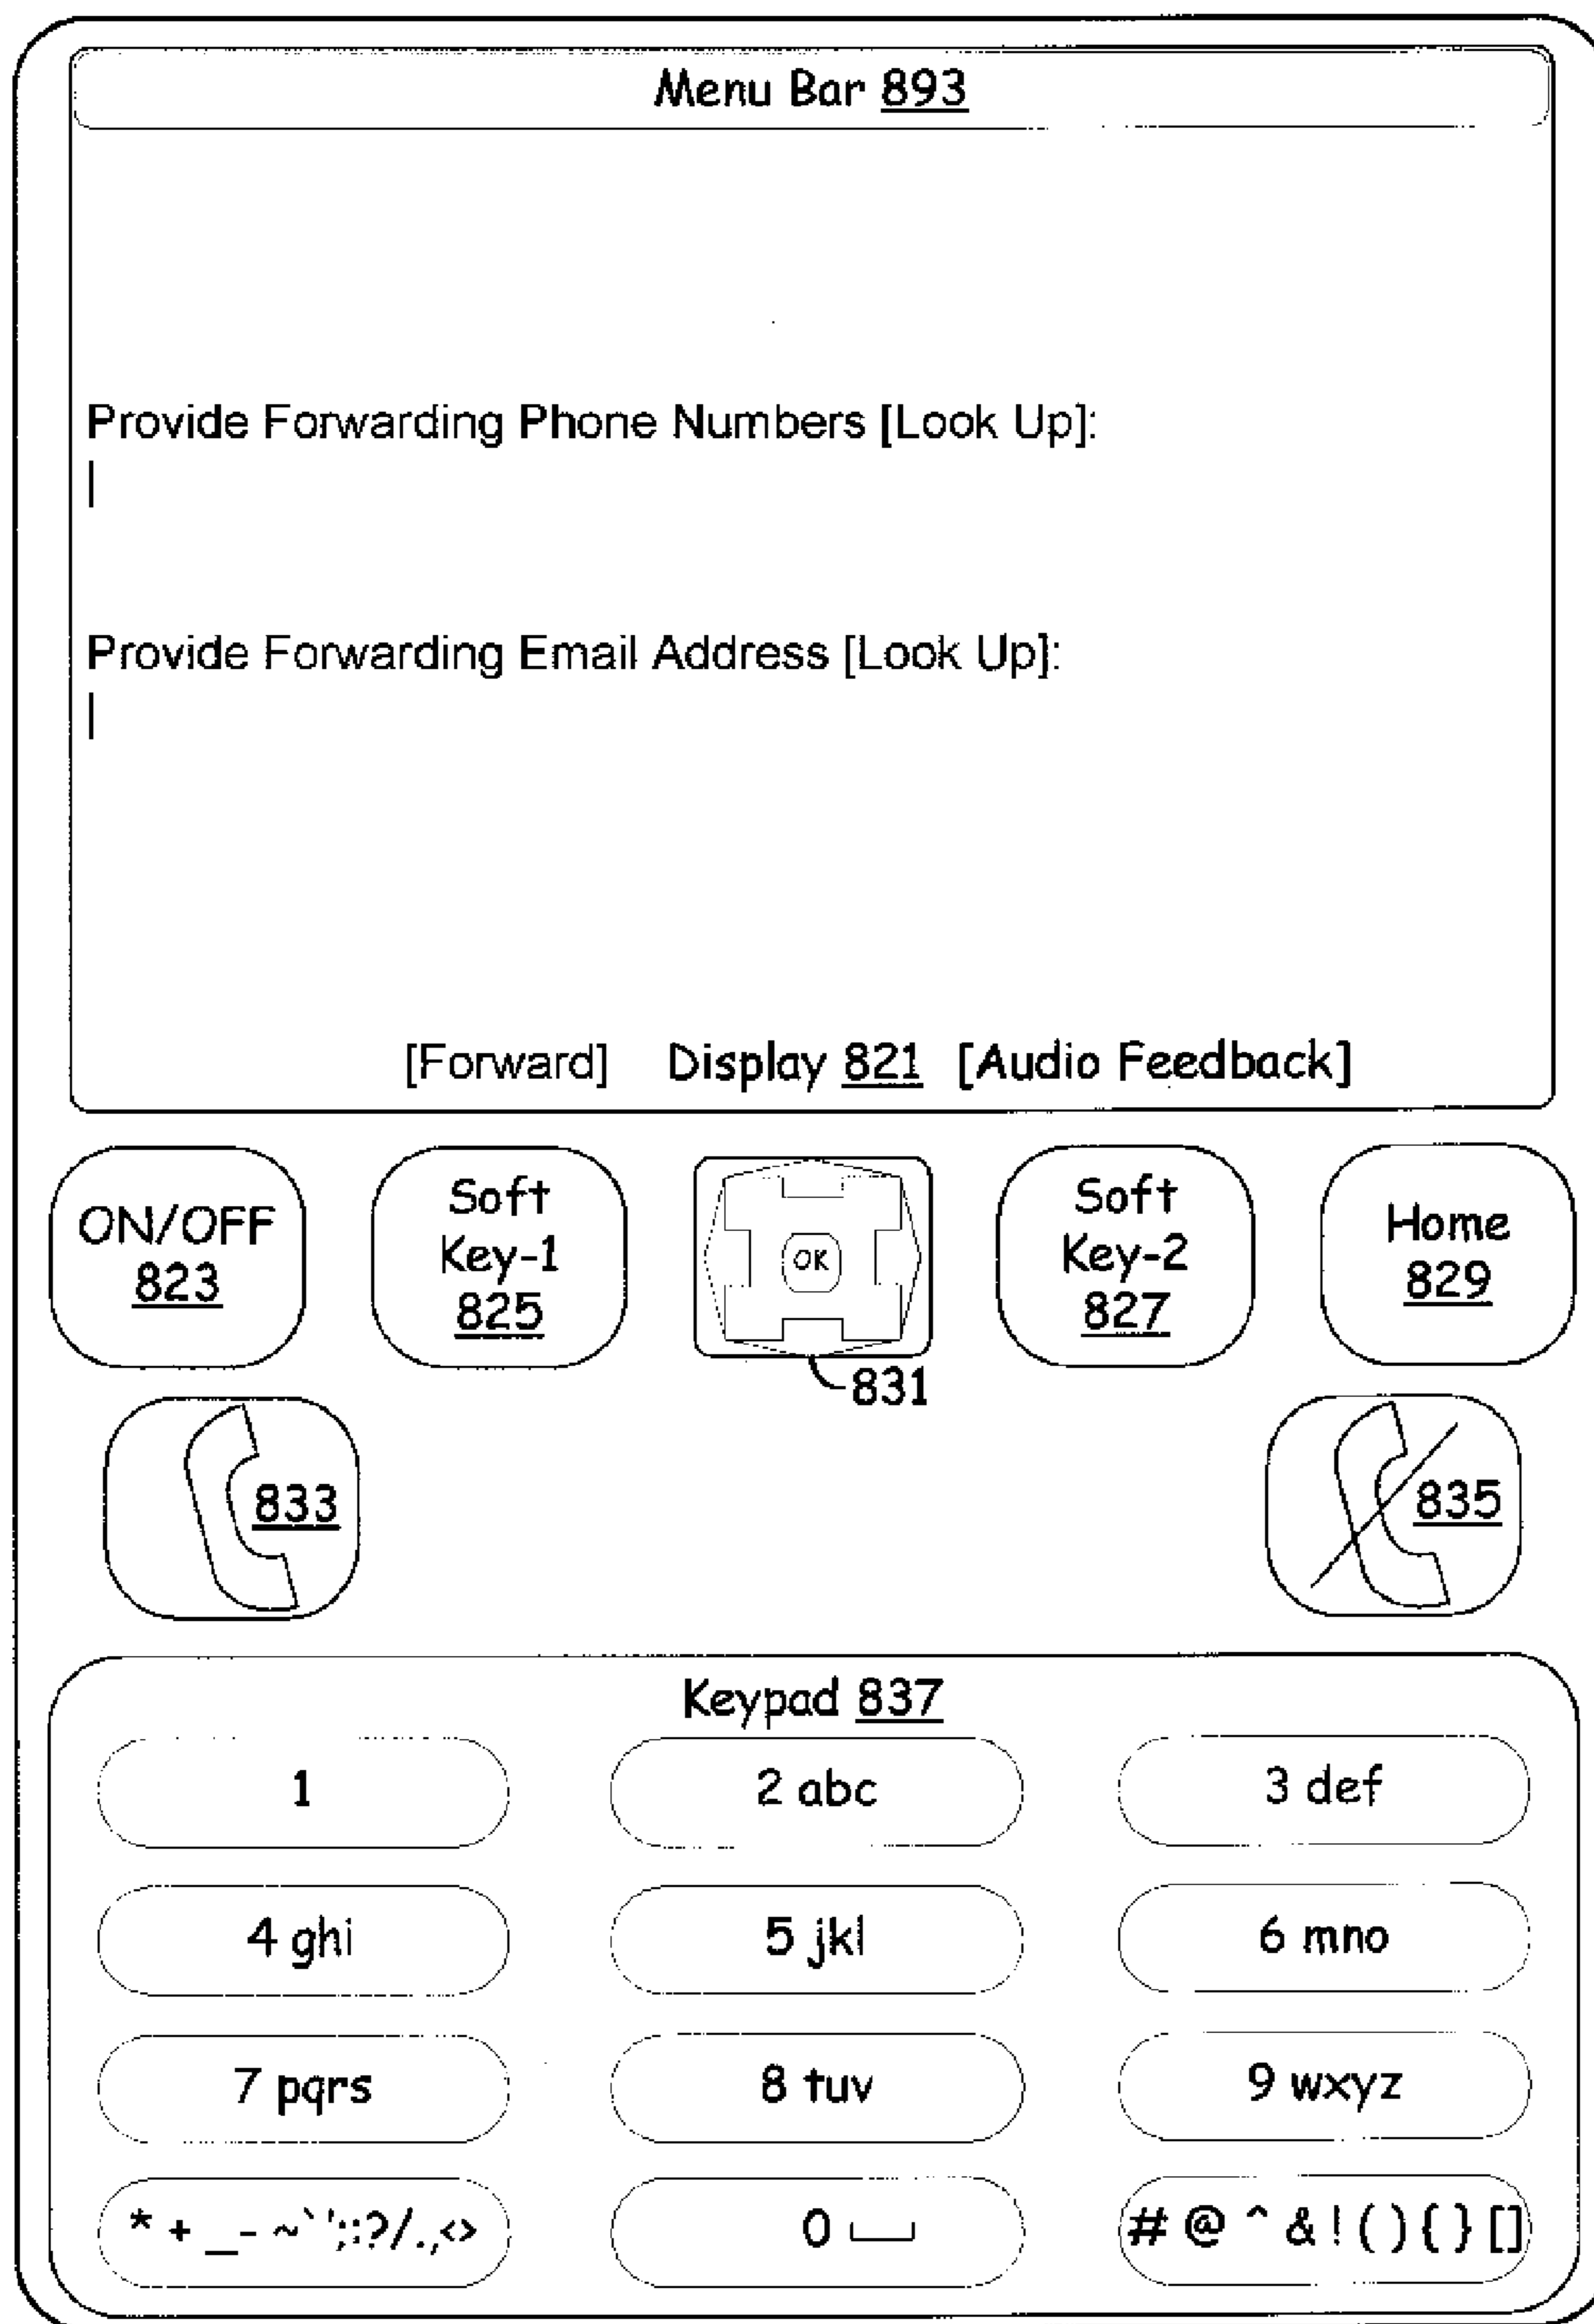 Menu Bar 893
Provide Forwarding Phone Numbers [Look Up]:
Provide Forwarding Email Address [Look Up]:
[Forward] Display 821 [Audio Feedback]
ON/OFF
823
Soft
Key-1
825
OK
831
Soft
Key-2
827
Home
829
833
835
Keypad 837
1
2 abc
3 def
4 ghi
5 jkl
6 mno
7 pqrs
8 tuv
9 wxyz
* + _ - ~ ` ' ; : ? / . , < >
0
# @ ^ & ! ( ) { } [ ]